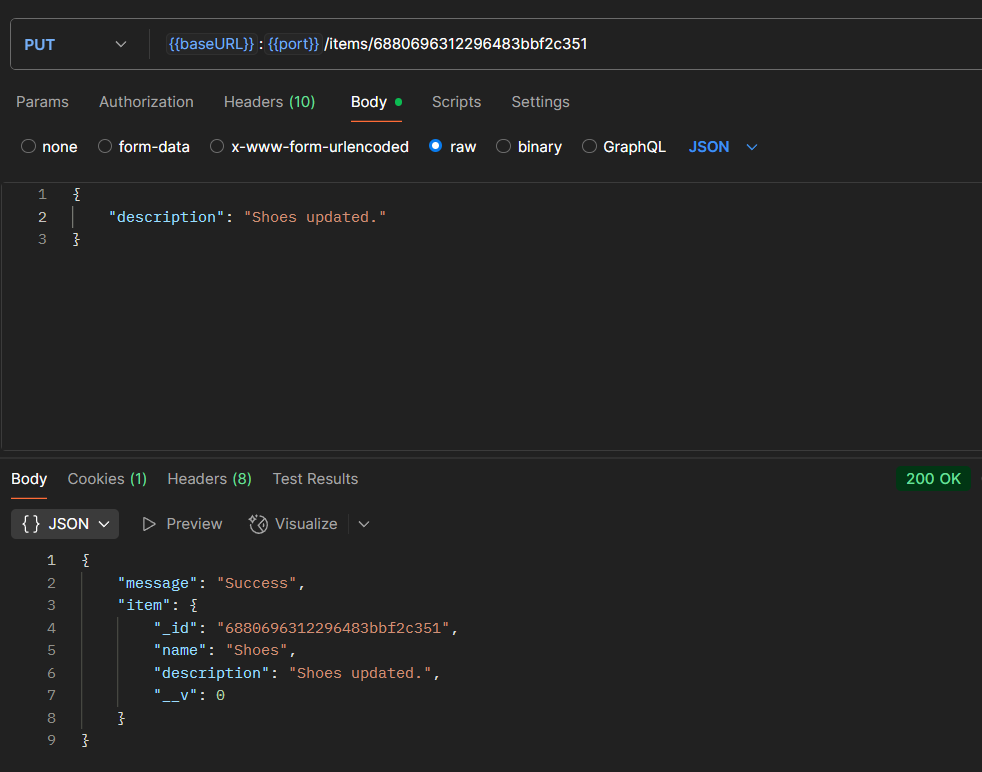 PUT {{baseURL}} : {{port}} /items/6880696312296483bbf2c351
Params Authorization Headers (10) Body Scripts Settings
none form-data x-www-form-urlencoded raw binary GraphQL JSON
1 {
2 "description": "Shoes updated."
3 }
Body Cookies (1) Headers (8) Test Results 200 OK
{} JSON Preview Visualize
1 {
2 "message": "Success",
3 "item": {
4 "_id": "6880696312296483bbf2c351",
5 "name": "Shoes",
6 "description": "Shoes updated.",
7 "__v": 0
8 }
9 }